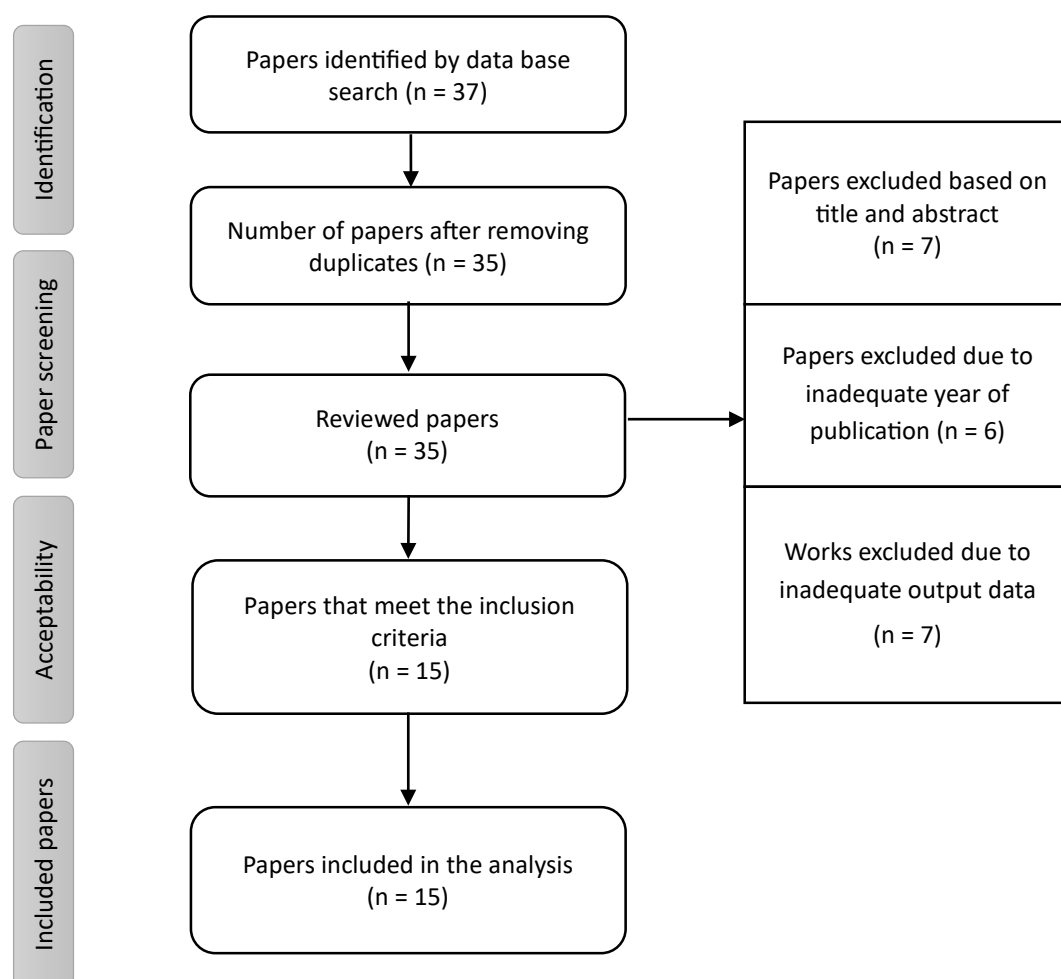 Identification
Papers identified by data base
search (n = 37)
Number of papers after removing
duplicates (n = 35)
Paper screening
Reviewed papers
(n = 35)
Papers excluded based on
title and abstract
(n = 7)
Papers excluded due to
inadequate year of
publication (n = 6)
Works excluded due to
inadequate output data
(n = 7)
Acceptability
Papers that meet the inclusion
criteria
(n = 15)
Included papers
Papers included in the analysis
(n = 15)